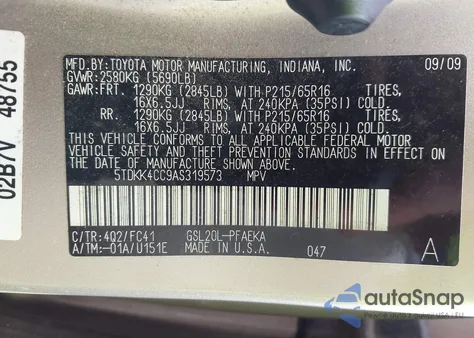 MFD. BY: TOYOTA MOTOR MANUFACTURING, INDIANA, INC. 09/09
GVWR: 2580KG (5690LB)
GAWR: FRT. 1290KG (2845LB) WITH P215/65R16 TIRES,
16X6.5JJ RIMS, AT 240KPA (35PSI) COLD.
RR. 1290KG (2845LB) WITH P215/65R16 TIRES,
16X6.5JJ RIMS, AT 240KPA (35PSI) COLD.
THIS VEHICLE CONFORMS TO ALL APPLICABLE FEDERAL MOTOR
VEHICLE SAFETY AND BUMPER STANDARDS IN EFFECT ON THE
DATE OF MANUFACTURE SHOWN ABOVE.
5TDKK4CC9AS319573 MPV
C/TR: 4Q2/FC41 GSL20L-PFAEKA
A/TM: -01A/U151E MADE IN U.S.A. 047 A
02B7V 48755
autoSnap